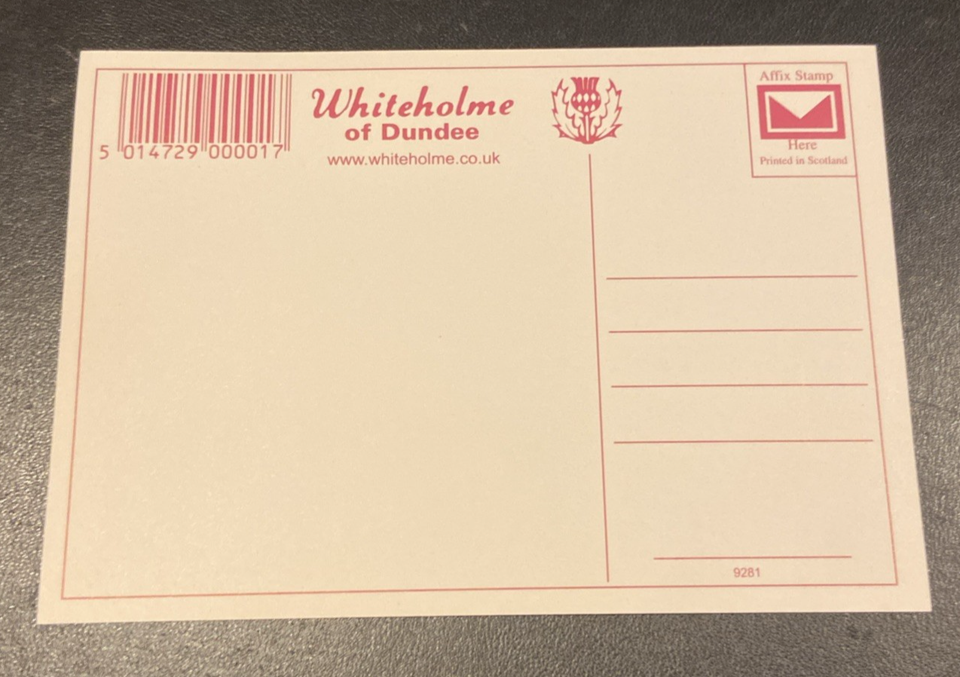 5 014729 000017
Whiteholme
of Dundee
www.whiteholme.co.uk
Affix Stamp
Here
Printed in Scotland
9281